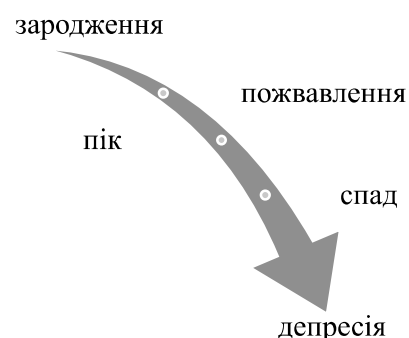 зародження
пожвавлення
пік
спад
депресія